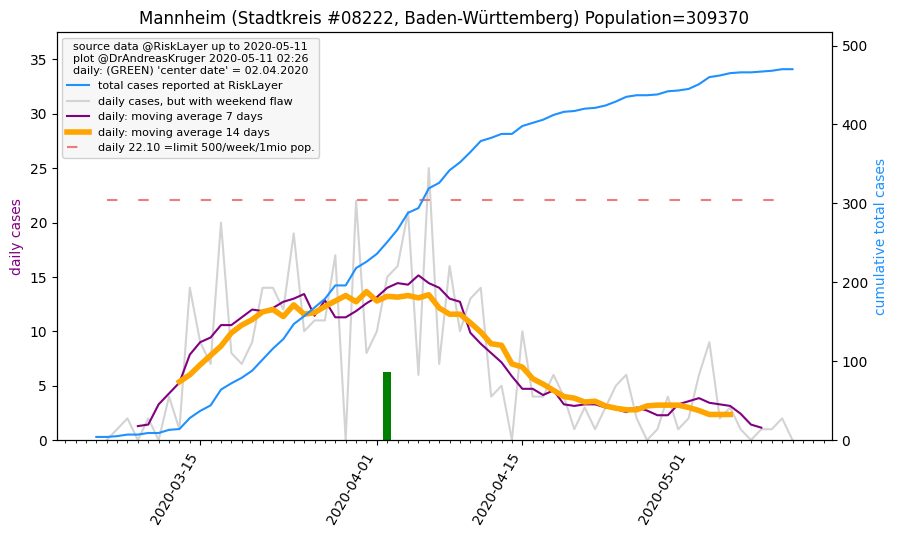 Mannheim (Stadtkreis #08222, Baden-Württemberg) Population=309370
source data @RiskLayer up to 2020-05-11
plot @DrAndreasKruger 2020-05-11 02:26
daily: (GREEN) 'center date' = 02.04.2020
total cases reported at RiskLayer
daily cases, but with weekend flaw
daily: moving average 7 days
daily: moving average 14 days
daily 22.10 =limit 500/week/1mio pop.
daily cases
35
30
25
20
15
10
5
0
cumulative total cases
500
400
300
200
100
0
2020-03-15
2020-04-01
2020-04-15
2020-05-01